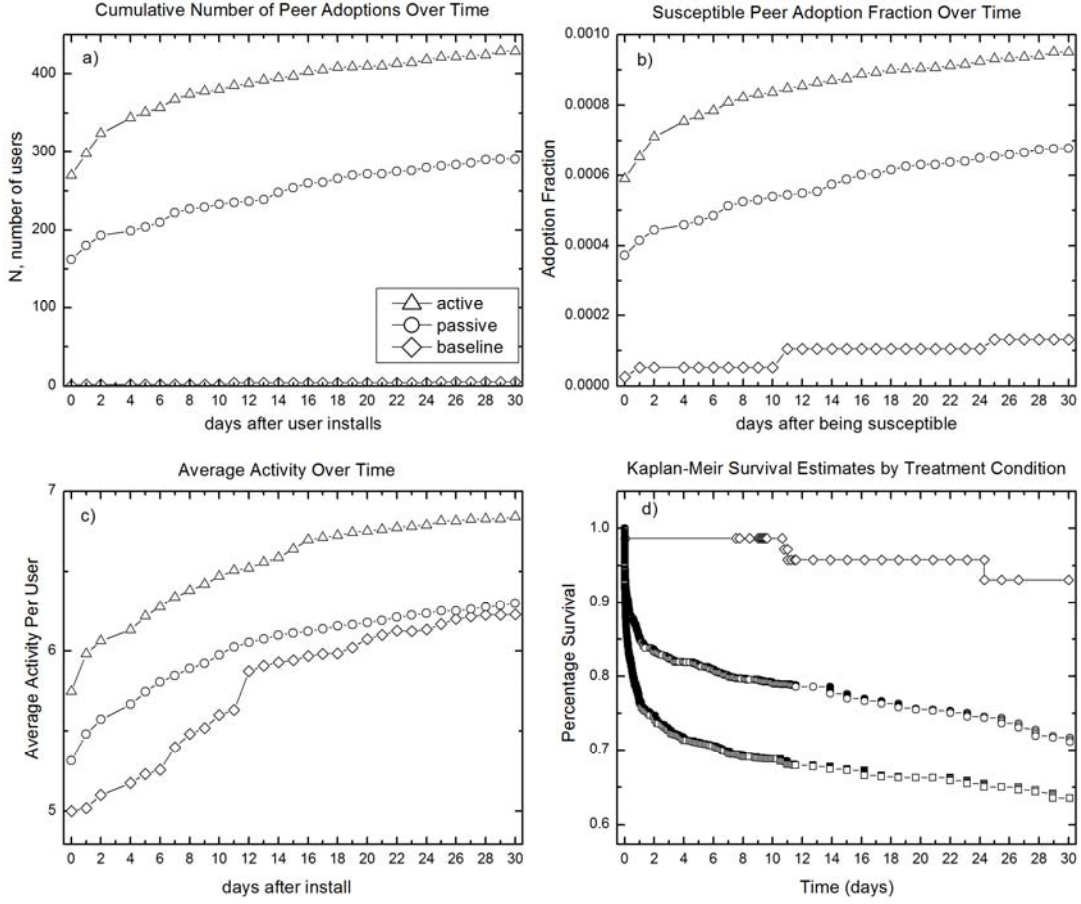 Cumulative Number of Peer Adoptions Over Time
a)
N, number of users
400
300
200
100
0
active
passive
baseline
0 2 4 6 8 10 12 14 16 18 20 22 24 26 28 30
days after user installs
Susceptible Peer Adoption Fraction Over Time
b)
Adoption Fraction
0.0010
0.0008
0.0006
0.0004
0.0002
0.0000
0 2 4 6 8 10 12 14 16 18 20 22 24 26 28 30
days after being susceptible
Average Activity Over Time
c)
Average Activity Per User
7
6
5
0 2 4 6 8 10 12 14 16 18 20 22 24 26 28 30
days after install
Kaplan-Meir Survival Estimates by Treatment Condition
d)
Percentage Survival
1.0
0.9
0.8
0.7
0.6
0 2 4 6 8 10 12 14 16 18 20 22 24 26 28 30
Time (days)